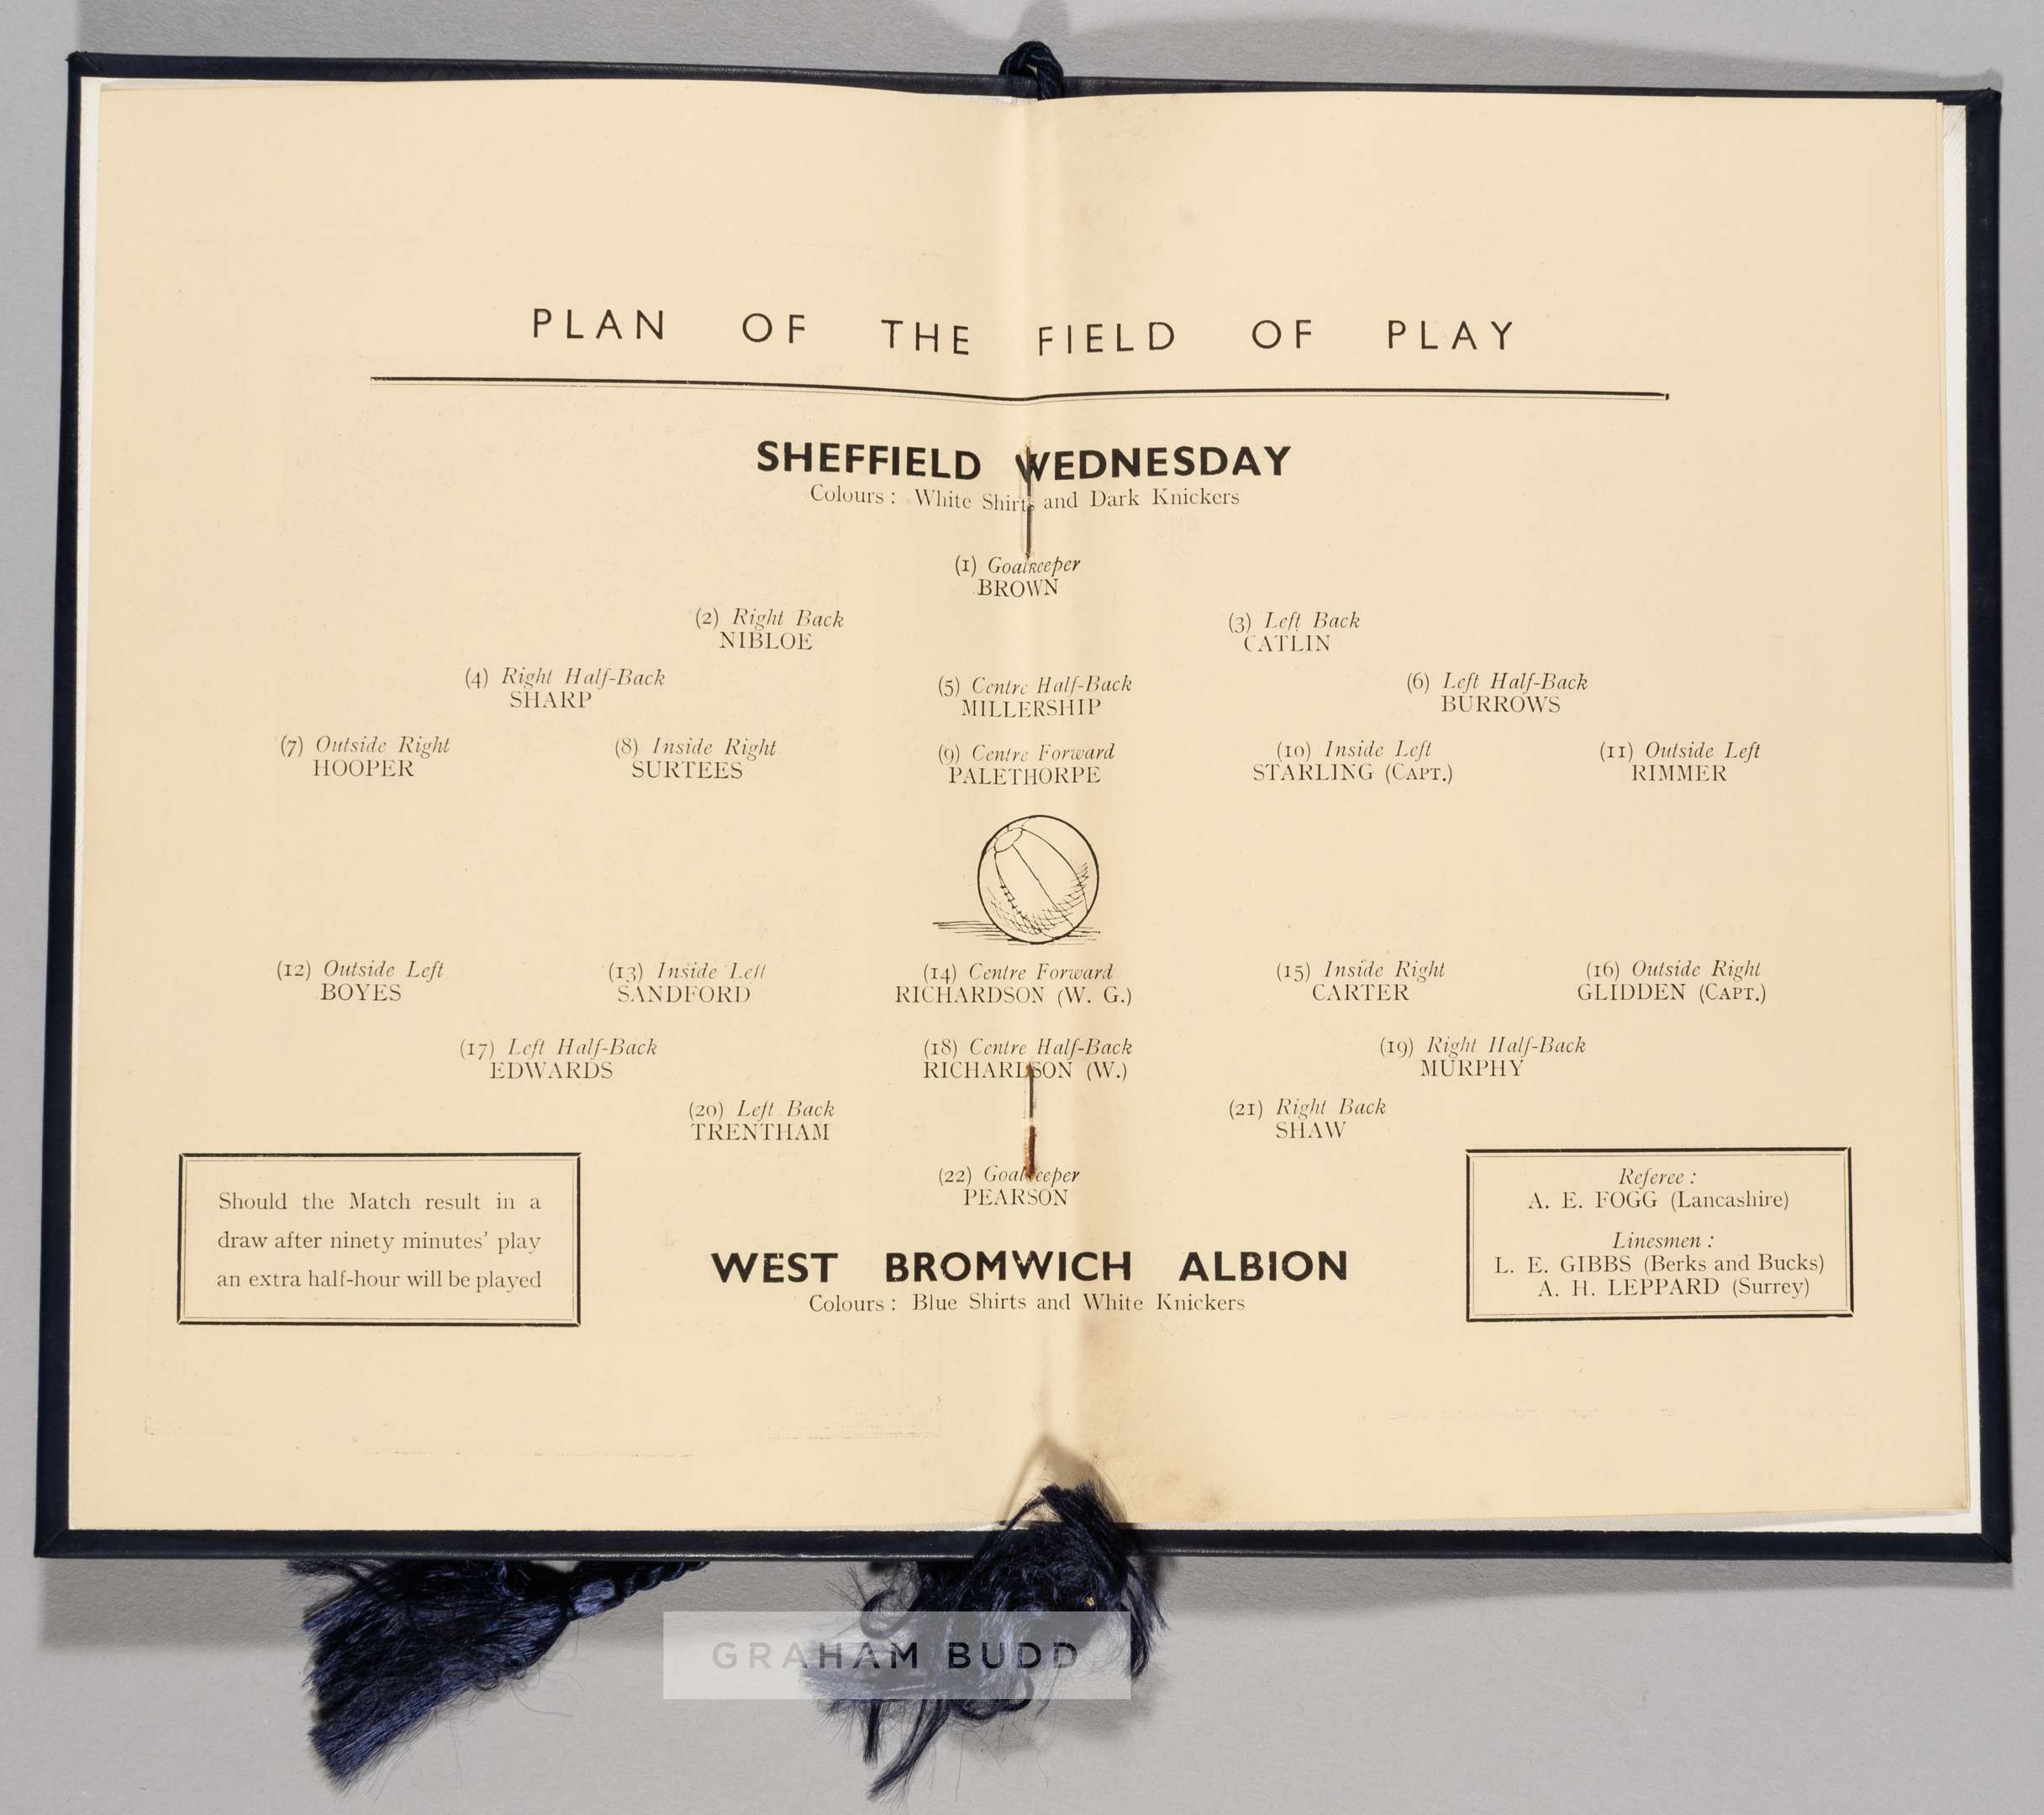 PLAN OF THE FIELD OF PLAY
SHEFFIELD WEDNESDAY
Colours : White Shirts and Dark Knickers
(1) Goalkeeper
BROWN
(2) Right Back (3) Left Back
NIBLOE CATLIN
(4) Right Half-Back (5) Centre Half-Back (6) Left Half-Back
SHARP MILLERSHIP BURROWS
(7) Outside Right (8) Inside Right (9) Centre Forward (10) Inside Left (11) Outside Left
HOOPER SURTEES PALETHORPE STARLING (CAPT.) RIMMER
(12) Outside Left (13) Inside Left (14) Centre Forward (15) Inside Right (16) Outside Right
BOYES SANDFORD RICHARDSON (W. G.) CARTER GLIDDEN (CAPT.)
(17) Left Half-Back (18) Centre Half-Back (19) Right Half-Back
EDWARDS RICHARDSON (W.) MURPHY
(20) Left Back (21) Right Back
TRENTHAM SHAW
(22) Goalkeeper
PEARSON
Should the Match result in a
draw after ninety minutes' play
an extra half-hour will be played
WEST BROMWICH ALBION
Colours : Blue Shirts and White Knickers
Referee :
A. E. FOGG (Lancashire)
Linesmen :
L. E. GIBBS (Berks and Bucks)
A. H. LEPPARD (Surrey)
GRAHAM BUDD